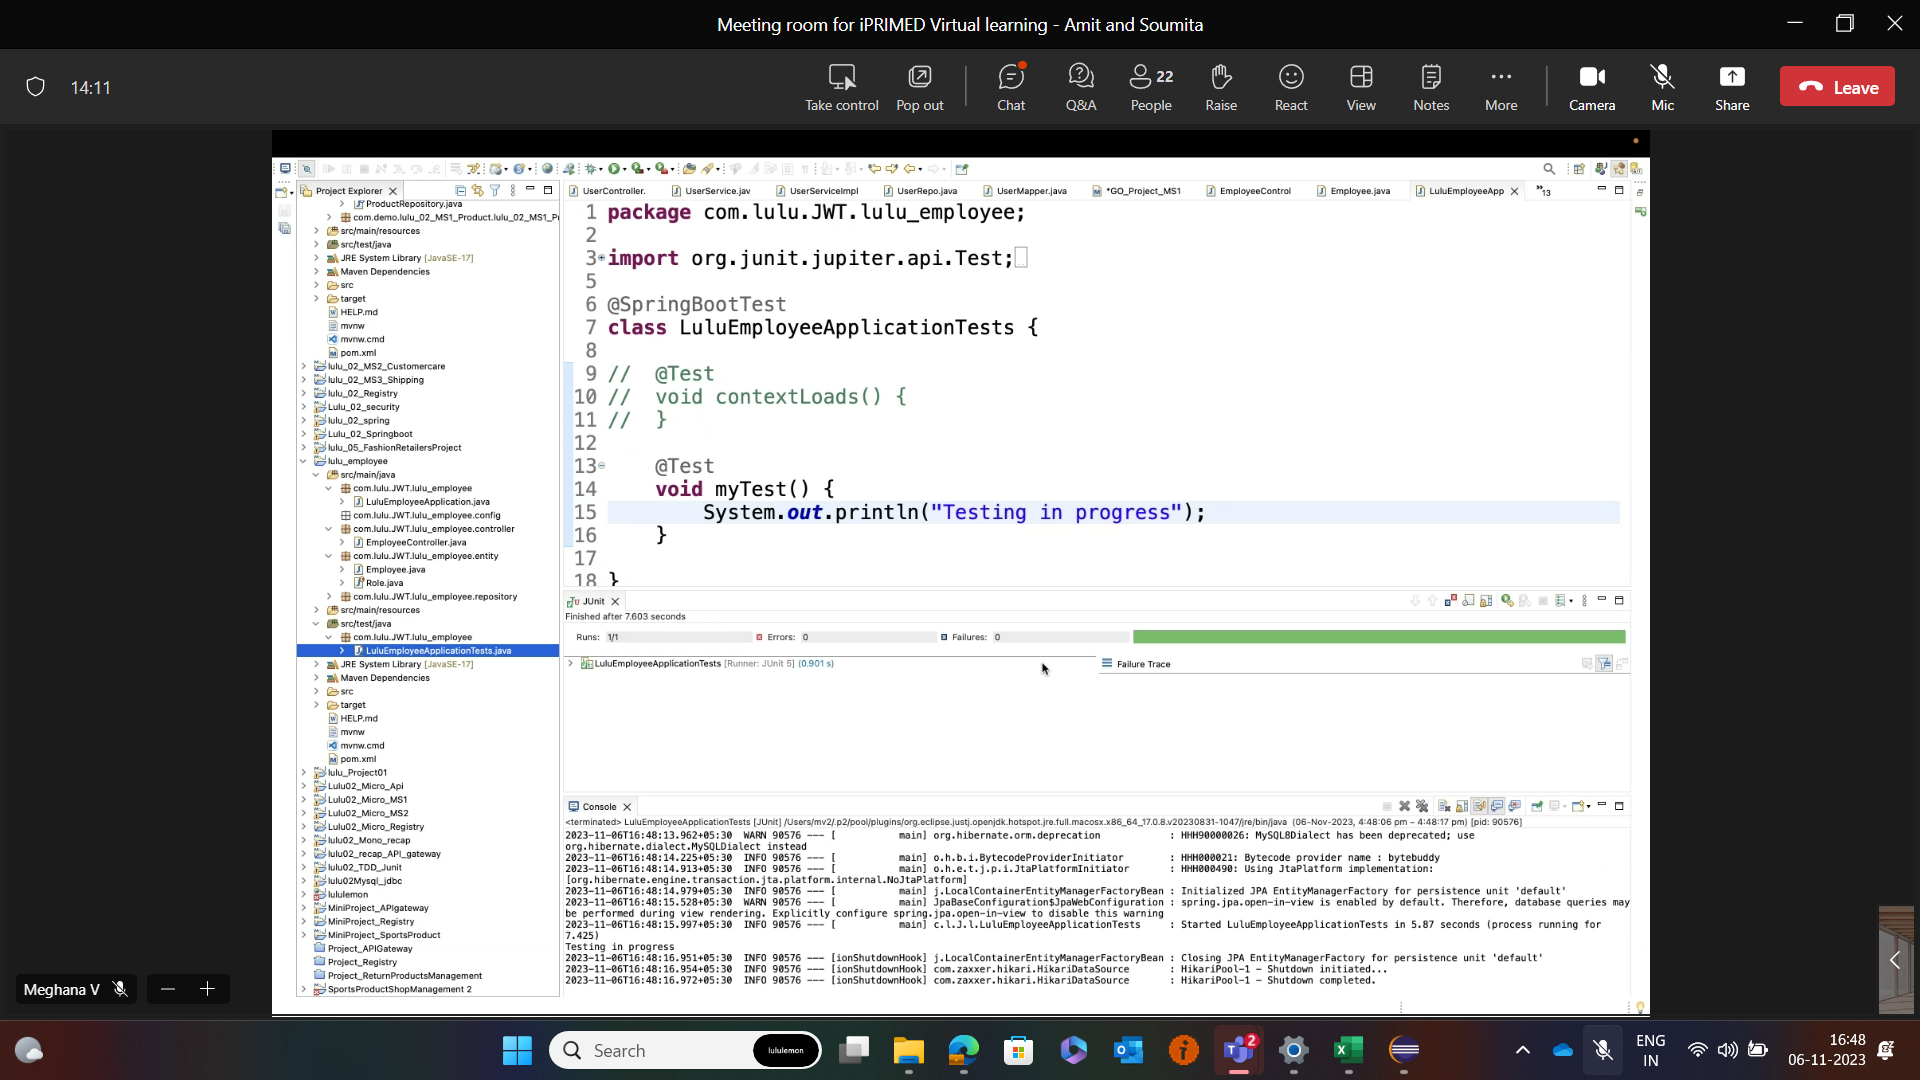 Meeting room for iPRIMED Virtual learning - Amit and Soumita
14:11
Take control
Pop out
Chat
Q&A
22
People
Raise
React
View
Notes
More
Camera
Mic
Share
Leave
Project Explorer
UserController.
UserService.jav
UserServiceImpl
UserRepo.java
UserMapper.java
*GO_Project_MS1
EmployeeControl
Employee.java
LuluEmployeeApp
»13
ProductRepository.java
com.demo.lulu_02_MS1_Product.lulu_02_MS1_P
src/main/resources
src/test/java
JRE System Library [JavaSE-17]
Maven Dependencies
src
target
HELP.md
mvnw
mvnw.cmd
pom.xml
lulu_02_MS2_Customercare
lulu_02_MS3_Shipping
lulu_02_Registry
Lulu_02_security
lulu_02_spring
Lulu_02_Springboot
lulu_05_FashionRetailersProject
lulu_employee
src/main/java
com.lulu.JWT.lulu_employee
LuluEmployeeApplication.java
com.lulu.JWT.lulu_employee.config
com.lulu.JWT.lulu_employee.controller
EmployeeController.java
com.lulu.JWT.lulu_employee.entity
Employee.java
Role.java
com.lulu.JWT.lulu_employee.repository
src/main/resources
src/test/java
com.lulu.JWT.lulu_employee
LuluEmployeeApplicationTests.java
JRE System Library [JavaSE-17]
Maven Dependencies
src
target
HELP.md
mvnw
mvnw.cmd
pom.xml
lulu_Project01
Lulu02_Micro_Api
Lulu02_Micro_MS1
Lulu02_Micro_MS2
Lulu02_Micro_Registry
Lulu02_Mono_recap
lulu02_recap_API_gateway
lulu02_TDD_Junit
lulu02Mysql_jdbc
lululemon
MiniProject_APIgateway
MiniProject_Registry
MiniProject_SportsProduct
Project_APIGateway
Project_Registry
Project_ReturnProductsManagement
SportsProductShopManagement 2
1 package com.lulu.JWT.lulu_employee;
2
3 import org.junit.jupiter.api.Test;
5
6 @SpringBootTest
7 class LuluEmployeeApplicationTests {
8
9 // @Test
10 // void contextLoads() {
11 // }
12
13 @Test
14 void myTest() {
15 System.out.println("Testing in progress");
16 }
17
18 }
JUnit
Finished after 7.603 seconds
Runs: 1/1 Errors: 0 Failures: 0
LuluEmployeeApplicationTests [Runner: JUnit 5] (0.901 s)
Failure Trace
Console
<terminated> LuluEmployeeApplicationTests [JUnit] /Users/mv2/.p2/pool/plugins/org.eclipse.justj.openjdk.hotspot.jre.full.macosx.x86_64_17.0.8.v20230831-1047/jre/bin/java (06-Nov-2023, 4:48:06 pm – 4:48:17 pm) [pid: 90576]
2023-11-06T16:48:13.962+05:30 WARN 90576 --- [ main] org.hibernate.orm.deprecation : HHH90000026: MySQL8Dialect has been deprecated; use
org.hibernate.dialect.MySQLDialect instead
2023-11-06T16:48:14.225+05:30 INFO 90576 --- [ main] o.h.b.i.BytecodeProviderInitiator : HHH000021: Bytecode provider name : bytebuddy
2023-11-06T16:48:14.913+05:30 INFO 90576 --- [ main] o.h.e.t.j.p.i.JtaPlatformInitiator : HHH000490: Using JtaPlatform implementation:
[org.hibernate.engine.transaction.jta.platform.internal.NoJtaPlatform]
2023-11-06T16:48:14.979+05:30 INFO 90576 --- [ main] j.LocalContainerEntityManagerFactoryBean : Initialized JPA EntityManagerFactory for persistence unit 'default'
2023-11-06T16:48:15.528+05:30 WARN 90576 --- [ main] JpaBaseConfiguration$JpaWebConfiguration : spring.jpa.open-in-view is enabled by default. Therefore, database queries may
be performed during view rendering. Explicitly configure spring.jpa.open-in-view to disable this warning
2023-11-06T16:48:15.997+05:30 INFO 90576 --- [ main] c.l.J.l.LuluEmployeeApplicationTests : Started LuluEmployeeApplicationTests in 5.87 seconds (process running for
7.425)
Testing in progress
2023-11-06T16:48:16.951+05:30 INFO 90576 --- [ionShutdownHook] j.LocalContainerEntityManagerFactoryBean : Closing JPA EntityManagerFactory for persistence unit 'default'
2023-11-06T16:48:16.954+05:30 INFO 90576 --- [ionShutdownHook] com.zaxxer.hikari.HikariDataSource : HikariPool-1 - Shutdown initiated...
2023-11-06T16:48:16.972+05:30 INFO 90576 --- [ionShutdownHook] com.zaxxer.hikari.HikariDataSource : HikariPool-1 - Shutdown completed.
Meghana V
Search
lululemon
2
ENG
IN
16:48
06-11-2023